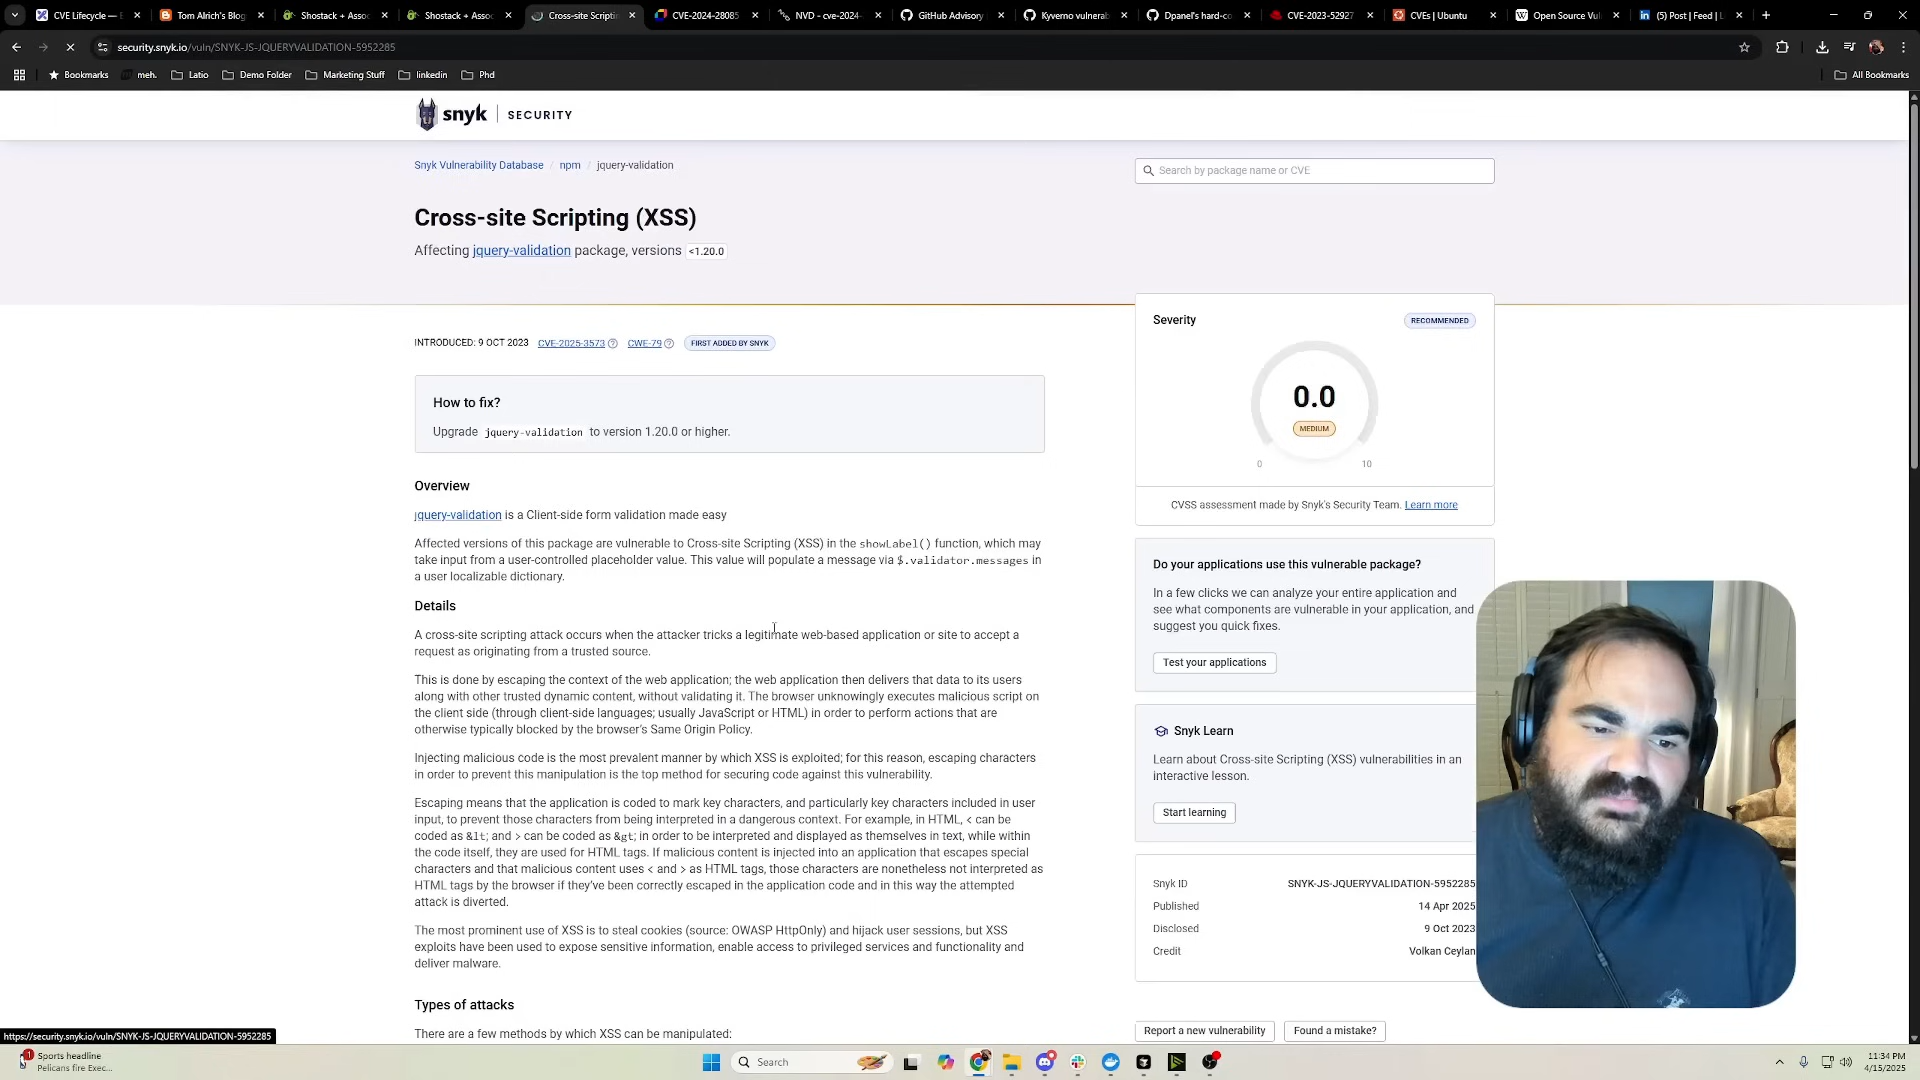 CVE Lifecycle — E
Tom Alrich's Blog
Shostack + Assoc
Shostack + Assoc
Cross-site Scriptin
CVE-2024-28085
NVD - cve-2024-
GitHub Advisory
Kyverno vulnerab
Dpanel's hard-co
CVE-2023-52927
CVEs | Ubuntu
Open Source Vul
(5) Post | Feed | L
security.snyk.io/vuln/SNYK-JS-JQUERYVALIDATION-5952285
Bookmarks
meh.
Latio
Demo Folder
Marketing Stuff
linkedin
Phd
All Bookmarks
snyk SECURITY
Snyk Vulnerability Database / npm / jquery-validation
Search by package name or CVE
Cross-site Scripting (XSS)
Affecting jquery-validation package, versions <1.20.0
INTRODUCED: 9 OCT 2023 CVE-2025-3573 ? CWE-79 ? FIRST ADDED BY SNYK
How to fix?
Upgrade jquery-validation to version 1.20.0 or higher.
Overview
jquery-validation is a Client-side form validation made easy
Affected versions of this package are vulnerable to Cross-site Scripting (XSS) in the showLabel() function, which may
take input from a user-controlled placeholder value. This value will populate a message via $.validator.messages in
a user localizable dictionary.
Details
A cross-site scripting attack occurs when the attacker tricks a legitimate web-based application or site to accept a
request as originating from a trusted source.
This is done by escaping the context of the web application; the web application then delivers that data to its users
along with other trusted dynamic content, without validating it. The browser unknowingly executes malicious script on
the client side (through client-side languages; usually JavaScript or HTML) in order to perform actions that are
otherwise typically blocked by the browser's Same Origin Policy.
Injecting malicious code is the most prevalent manner by which XSS is exploited; for this reason, escaping characters
in order to prevent this manipulation is the top method for securing code against this vulnerability.
Escaping means that the application is coded to mark key characters, and particularly key characters included in user
input, to prevent those characters from being interpreted in a dangerous context. For example, in HTML, < can be
coded as &lt; and > can be coded as &gt; in order to be interpreted and displayed as themselves in text, while within
the code itself, they are used for HTML tags. If malicious content is injected into an application that escapes special
characters and that malicious content uses < and > as HTML tags, those characters are nonetheless not interpreted as
HTML tags by the browser if they've been correctly escaped in the application code and in this way the attempted
attack is diverted.
The most prominent use of XSS is to steal cookies (source: OWASP HttpOnly) and hijack user sessions, but XSS
exploits have been used to expose sensitive information, enable access to privileged services and functionality and
deliver malware.
Types of attacks
There are a few methods by which XSS can be manipulated:
Severity
RECOMMENDED
0.0
MEDIUM
0 10
CVSS assessment made by Snyk's Security Team. Learn more
Do your applications use this vulnerable package?
In a few clicks we can analyze your entire application and
see what components are vulnerable in your application, and
suggest you quick fixes.
Test your applications
Snyk Learn
Learn about Cross-site Scripting (XSS) vulnerabilities in an
interactive lesson.
Start learning
Snyk ID SNYK-JS-JQUERYVALIDATION-5952285
Published 14 Apr 2025
Disclosed 9 Oct 2023
Credit Volkan Ceylan
Report a new vulnerability
Found a mistake?
https://security.snyk.io/vuln/SNYK-JS-JQUERYVALIDATION-5952285
1
Sports headline
Pelicans fire Exec...
Search
11:34 PM
4/15/2025